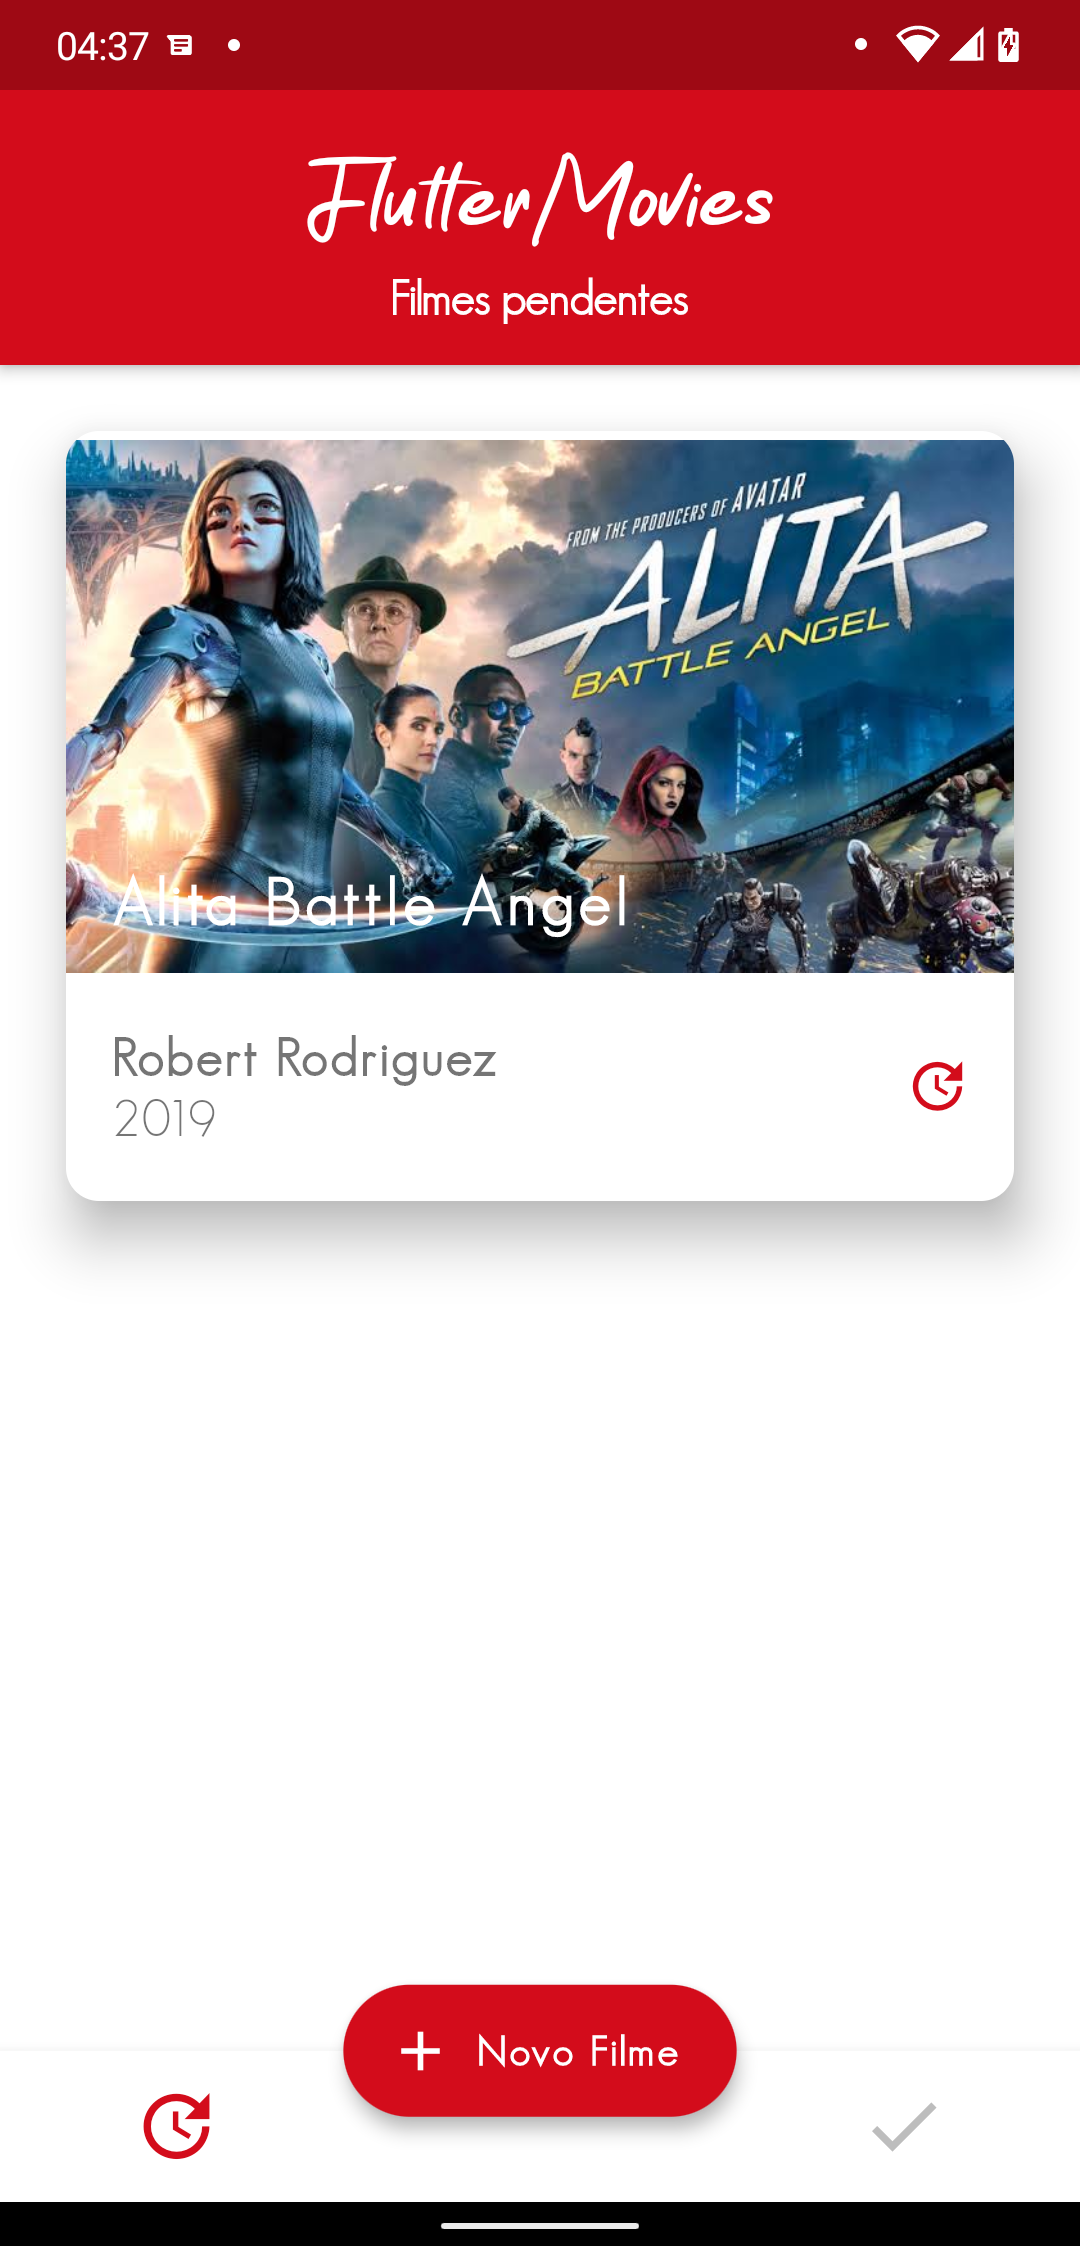 04:37
FlutterMovies
Filmes pendentes
FROM THE PRODUCERS OF AVATAR
ALITA
BATTLE ANGEL
Alita Battle Angel
Robert Rodriguez
2019
Novo Filme